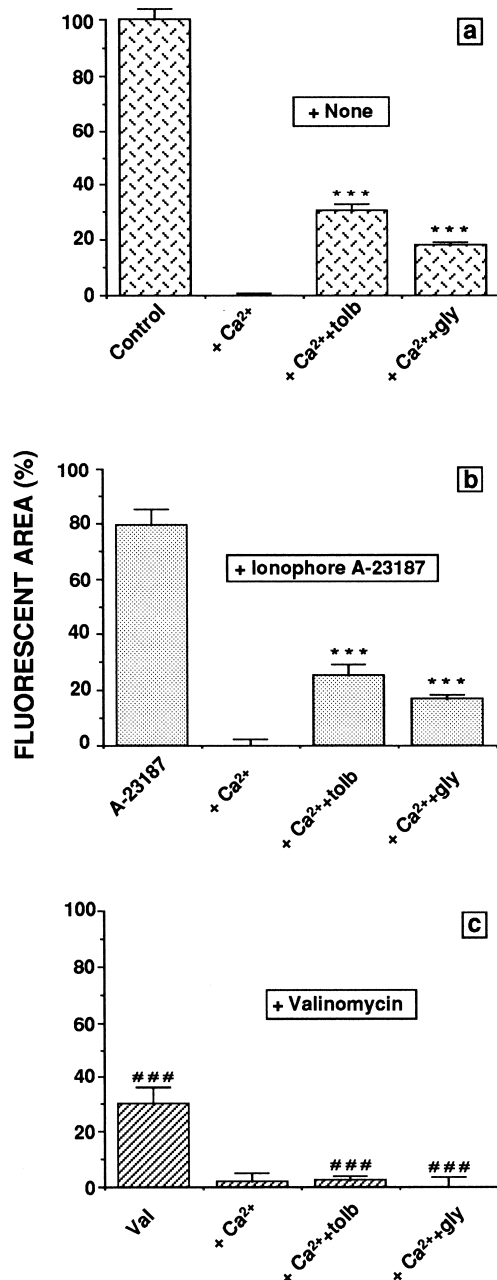 100
80
60
40
20
0
a
+ None
* * *
* * *
Control
+ Ca²⁺
+ Ca²⁺+tolb
+ Ca²⁺+gly
FLUORESCENT AREA (%)
100
80
60
40
20
0
b
+ Ionophore A-23187
* * *
* * *
A-23187
+ Ca²⁺
+ Ca²⁺+tolb
+ Ca²⁺+gly
100
80
60
40
20
0
c
+ Valinomycin
###
###
###
Val
+ Ca²⁺
+ Ca²⁺+tolb
+ Ca²⁺+gly